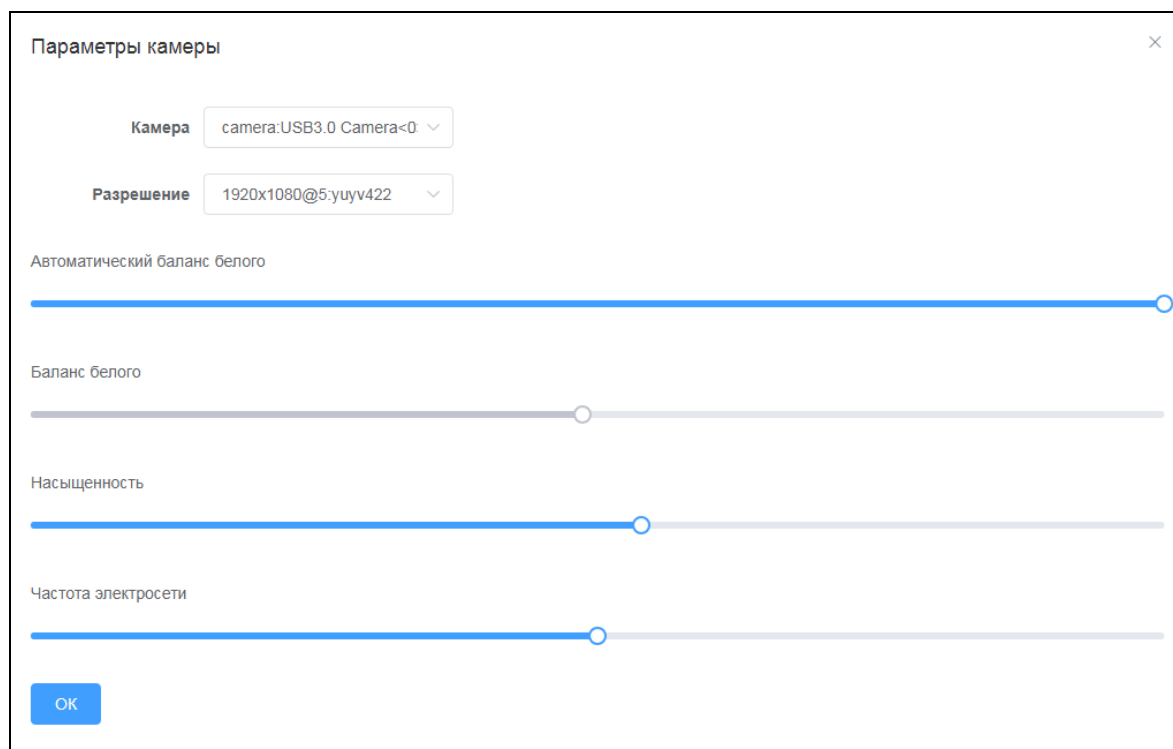 Параметры камеры
Камера camera:USB3.0 Camera<0:
Разрешение 1920x1080@5:yuyv422
Автоматический баланс белого
Баланс белого
Насыщенность
Частота электросети
ОК